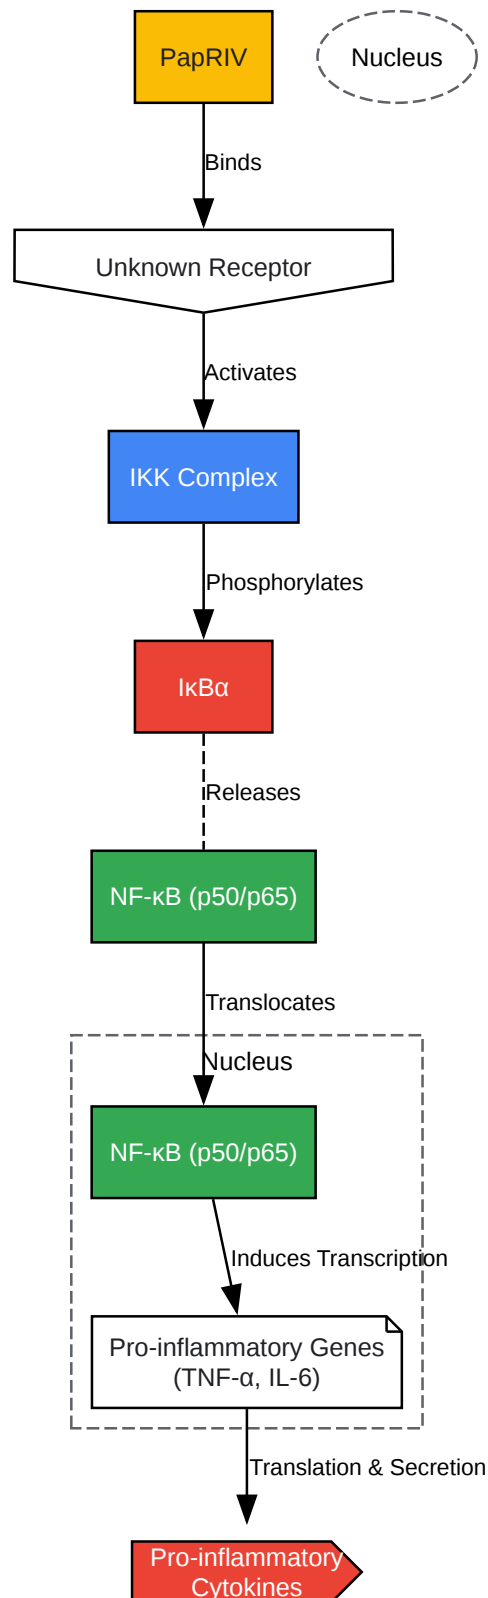 PapRIV
Nucleus
Binds
Unknown Receptor
Activates
IKK Complex
Phosphorylates
IκBα
Releases
NF-κB (p50/p65)
Translocates
Nucleus
NF-κB (p50/p65)
Induces Transcription
Pro-inflammatory Genes
(TNF-α, IL-6)
Translation & Secretion
Pro-inflammatory
Cytokines